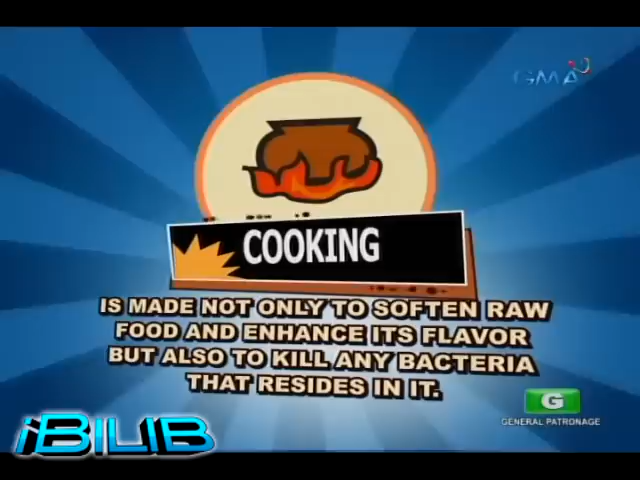 GMA
COOKING
IS MADE NOT ONLY TO SOFTEN RAW
FOOD AND ENHANCE ITS FLAVOR
BUT ALSO TO KILL ANY BACTERIA
THAT RESIDES IN IT.
G
GENERAL PATRONAGE
iBILIB